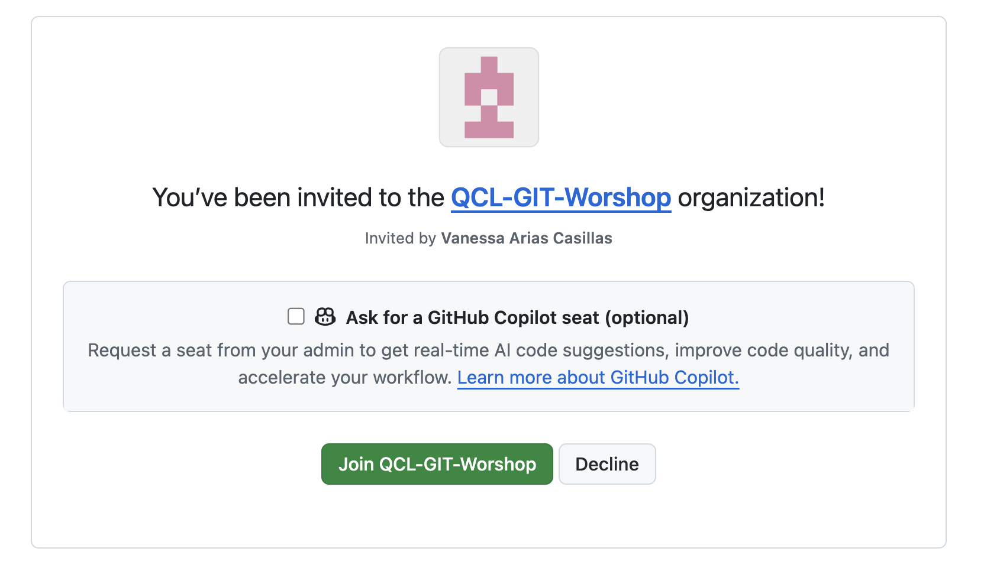 You’ve been invited to the QCL-GIT-Worshop organization!
Invited by Vanessa Arias Casillas
Ask for a GitHub Copilot seat (optional)
Request a seat from your admin to get real-time AI code suggestions, improve code quality, and
accelerate your workflow. Learn more about GitHub Copilot.
Join QCL-GIT-Worshop
Decline